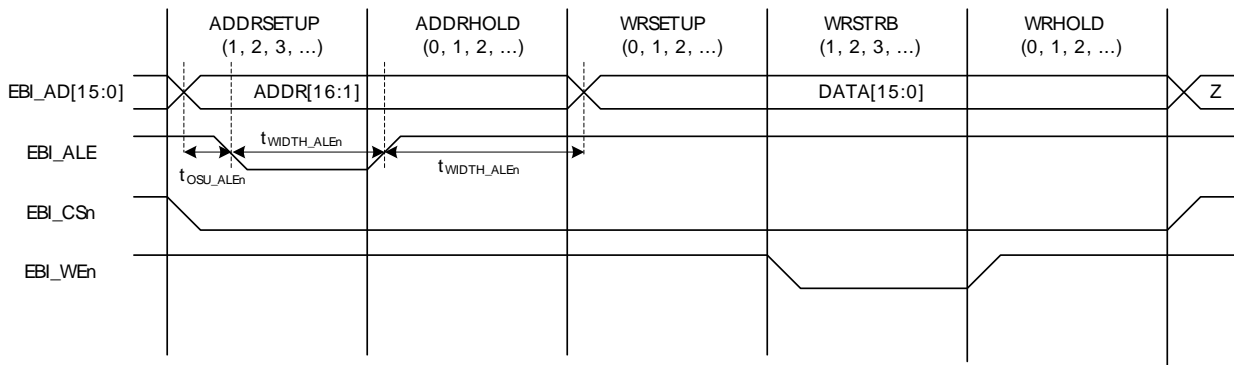 ADDRSETUP ADDRHOLD WRSETUP WRSTRB WRHOLD
(1, 2, 3, ...) (0, 1, 2, ...) (0, 1, 2, ...) (1, 2, 3, ...) (0, 1, 2, ...)
EBI_AD[15:0] ADDR[16:1] DATA[15:0] Z
EBI_ALE tWIDTH_ALEn
tOSU_ALEn tWIDTH_ALEn
EBI_CSn
EBI_WEn